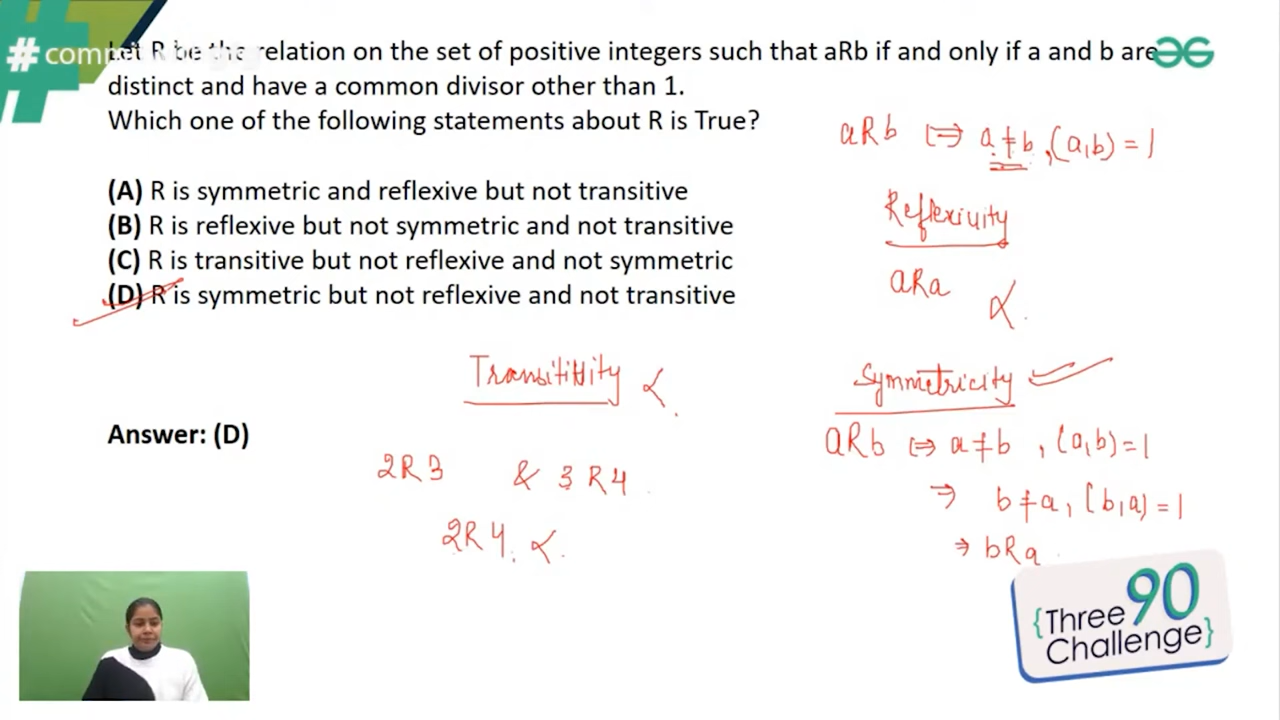 #commit
Let R be the relation on the set of positive integers such that aRb if and only if a and b are
distinct and have a common divisor other than 1.
Which one of the following statements about R is True?
(A) R is symmetric and reflexive but not transitive
(B) R is reflexive but not symmetric and not transitive
(C) R is transitive but not reflexive and not symmetric
(D) R is symmetric but not reflexive and not transitive
Answer: (D)
aRb ⟺ a ≠ b, (a,b) = 1
Reflexivity
aRa
Symmetricity
aRb ⟺ a ≠ b, (a,b) = 1
⇒ b ≠ a, (b,a) = 1
⇒ bRa
2R3 & 3R4
2R4
{Three 90
Challenge}